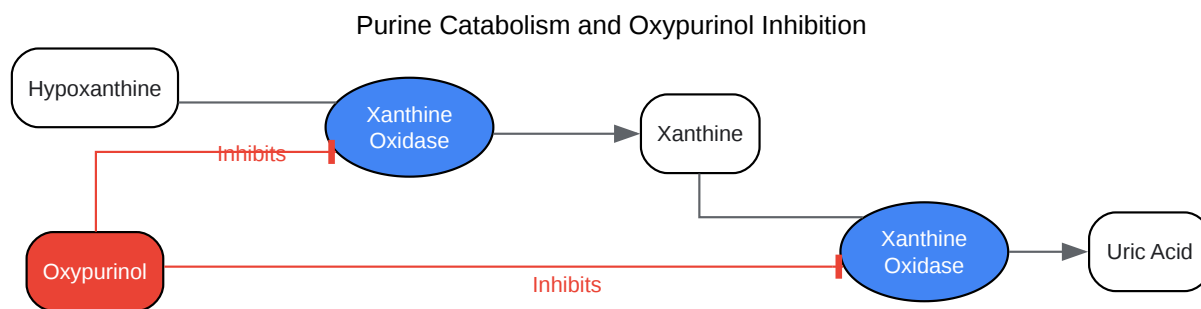 Purine Catabolism and Oxypurinol Inhibition
Hypoxanthine
Xanthine
Oxidase
Xanthine
Inhibits
Oxypurinol
Inhibits
Xanthine
Oxidase
Uric Acid